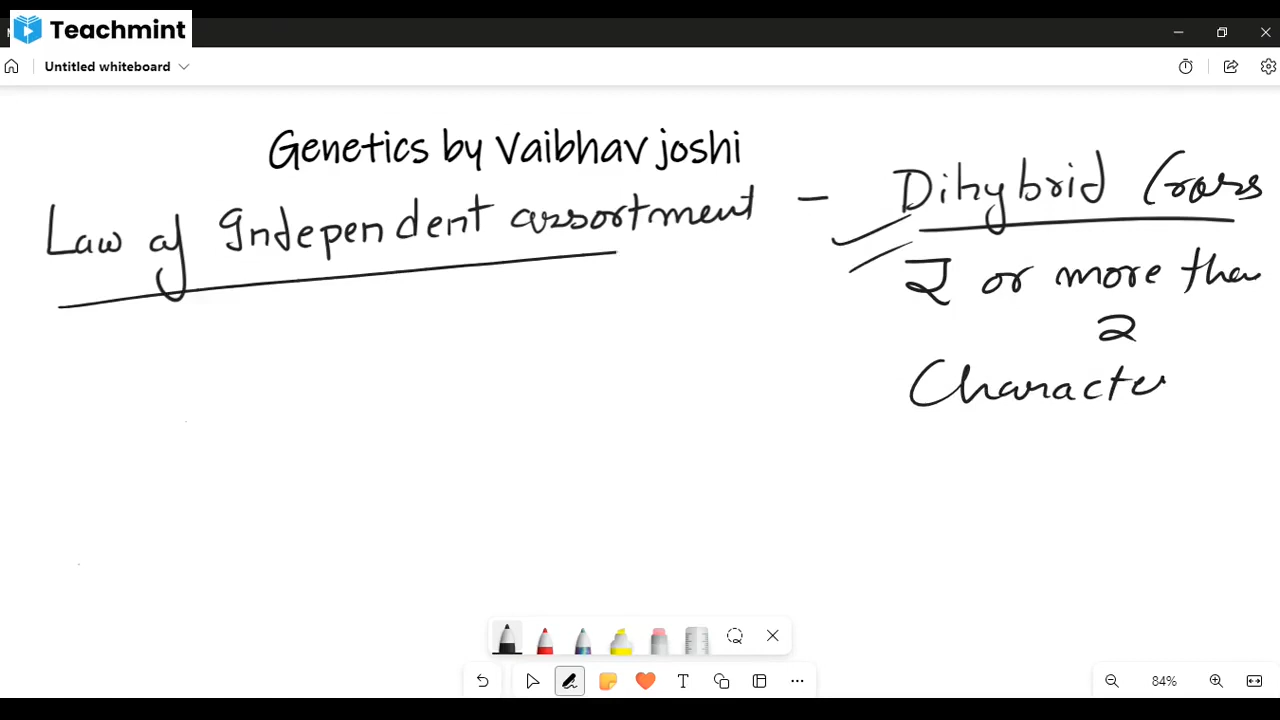 Teachmint
Untitled whiteboard
Genetics by Vaibhav joshi
Law of Independent assortment - Dihybrid Cross
2 or more than
2
Characte
84%